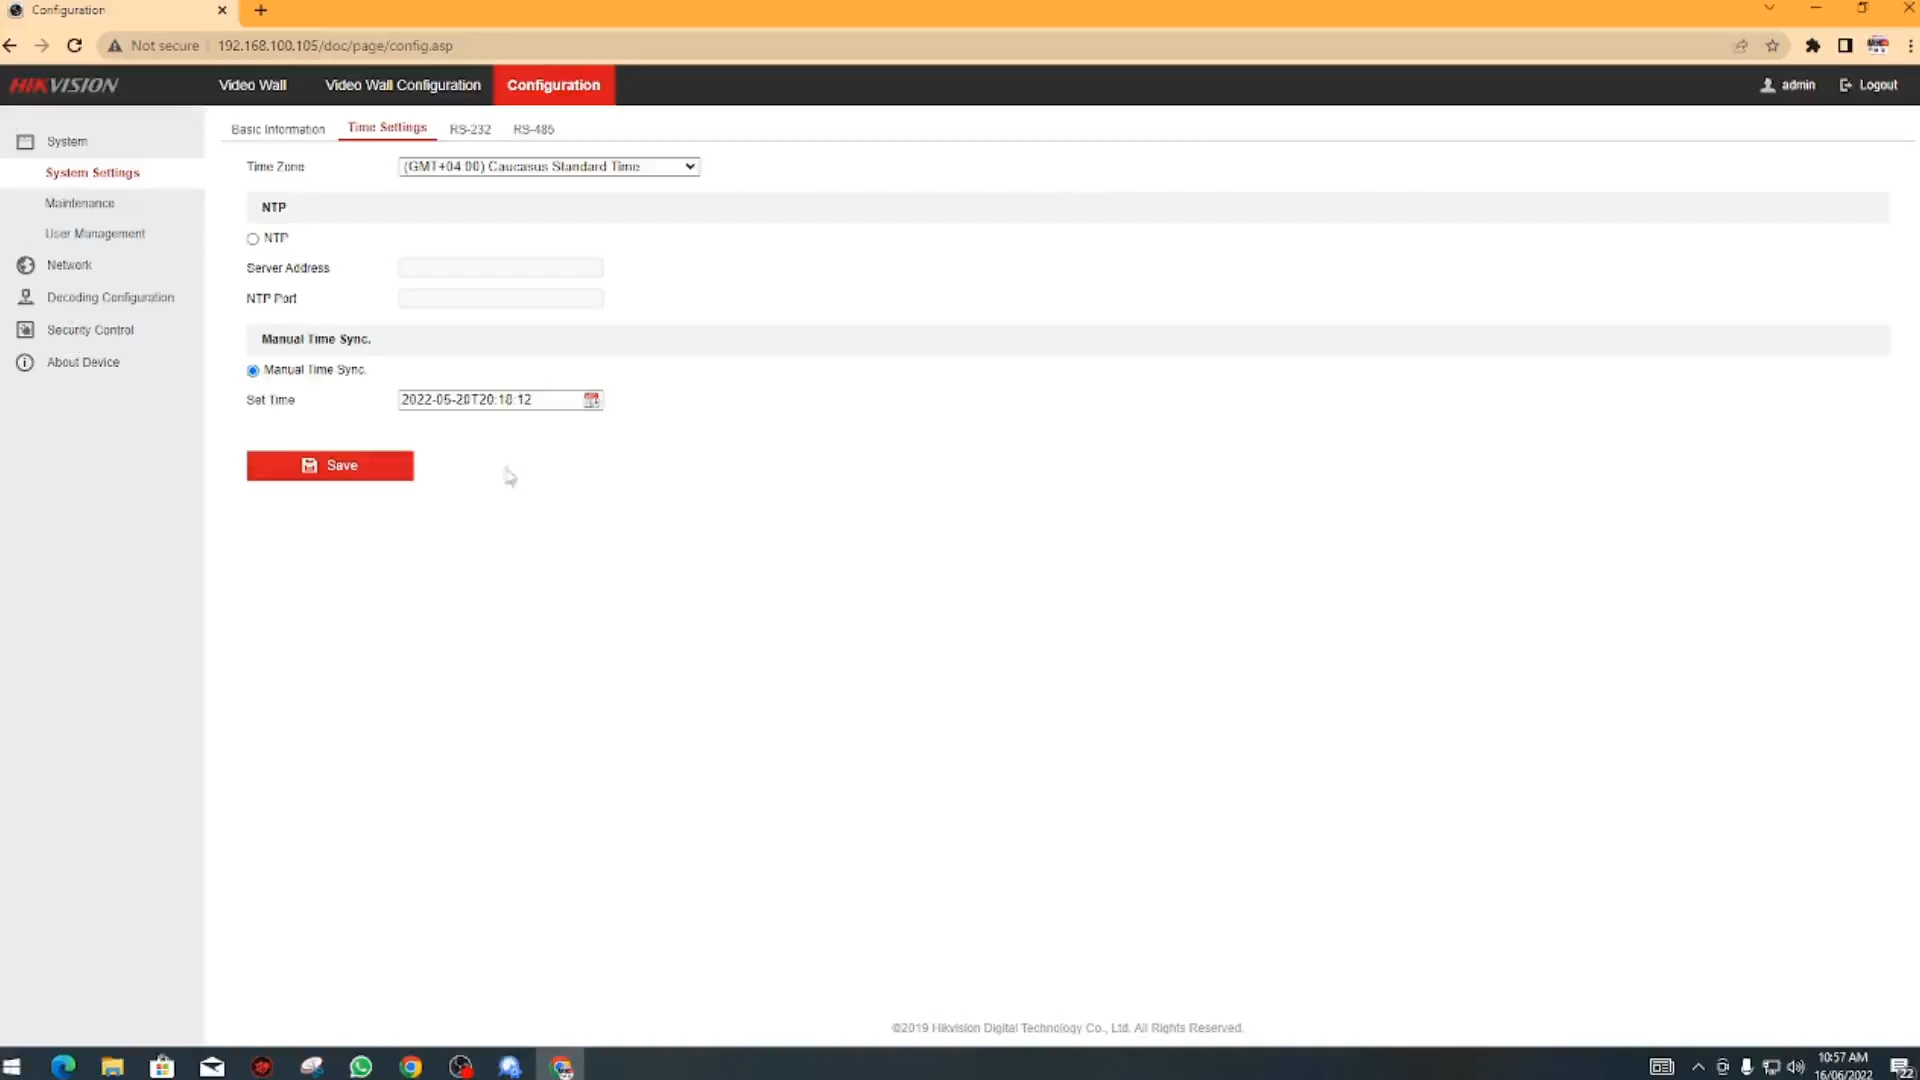 Configuration
Not secure 192.168.100.105/doc/page/config.asp
HIKVISION Video Wall Video Wall Configuration Configuration admin Logout
Basic Information Time Settings RS-232 RS-485
System
System Settings
Maintenance
User Management
Network
Decoding Configuration
Security Control
About Device
Time Zone (GMT+04:00) Caucasus Standard Time
NTP
NTP
Server Address
NTP Port
Manual Time Sync.
Manual Time Sync.
Set Time 2022-05-20T20:18:12
Save
©2019 Hikvision Digital Technology Co., Ltd. All Rights Reserved.
10:57 AM
16/06/2022
22